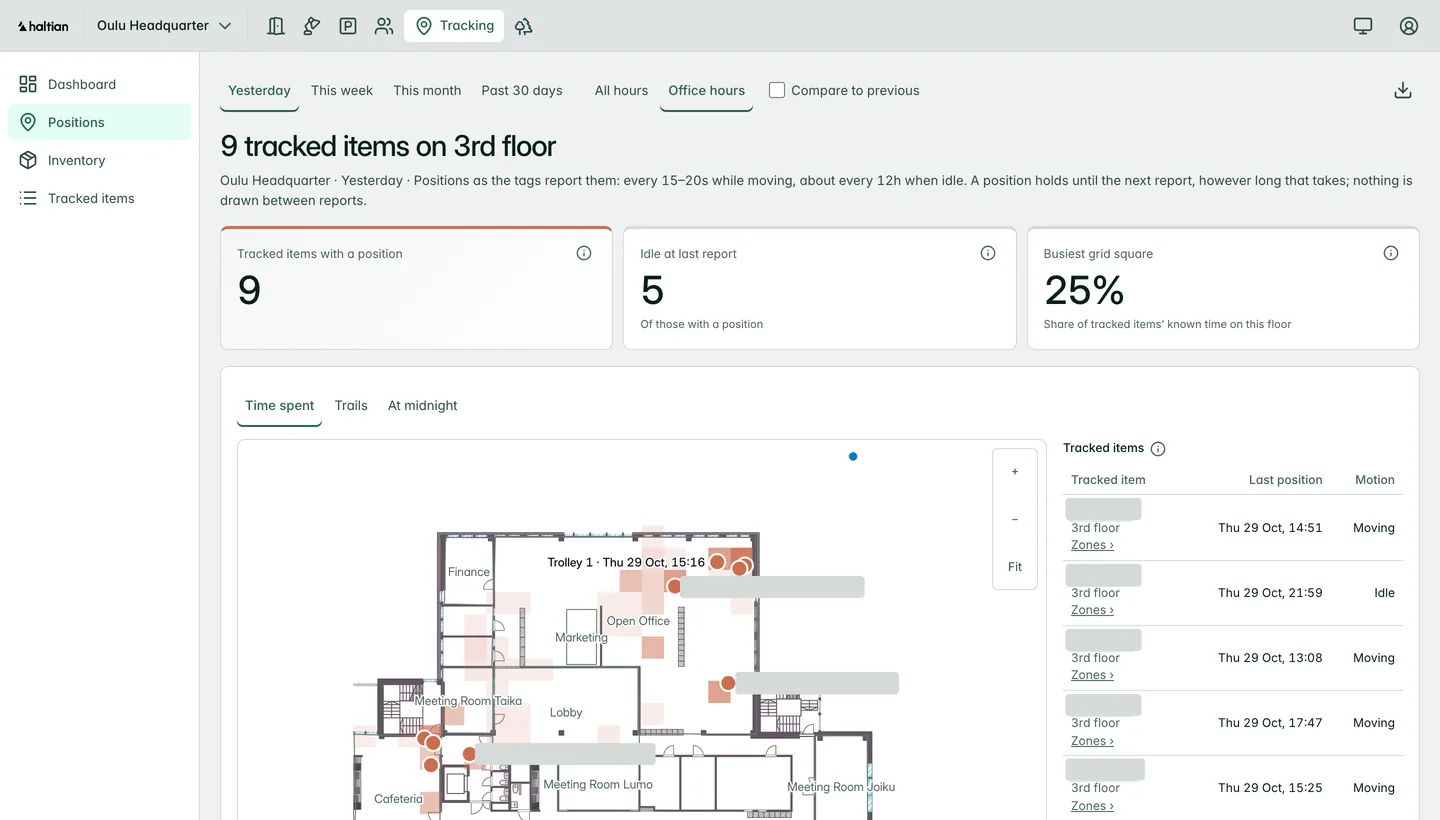 haltian
Oulu Headquarter
Tracking
Dashboard
Positions
Inventory
Tracked items
Yesterday
This week
This month
Past 30 days
All hours
Office hours
Compare to previous
9 tracked items on 3rd floor
Oulu Headquarter · Yesterday · Positions as the tags report them: every 15–20s while moving, about every 12h when idle. A position holds until the next report, however long that takes; nothing is
drawn between reports.
Tracked items with a position
9
Idle at last report
5
Of those with a position
Busiest grid square
25%
Share of tracked items’ known time on this floor
Time spent
Trails
At midnight
+
−
Fit
Trolley 1 · Thu 29 Oct, 15:16
Finance
Open Office
Marketing
Meeting Room Taika
Lobby
Meeting Room Lumo
Meeting Room Joiku
Cafeteria
Tracked items
Tracked item
Last position
Motion
3rd floor
Zones ›
Thu 29 Oct, 14:51
Moving
3rd floor
Zones ›
Thu 29 Oct, 21:59
Idle
3rd floor
Zones ›
Thu 29 Oct, 13:08
Moving
3rd floor
Zones ›
Thu 29 Oct, 17:47
Moving
3rd floor
Zones ›
Thu 29 Oct, 15:25
Moving